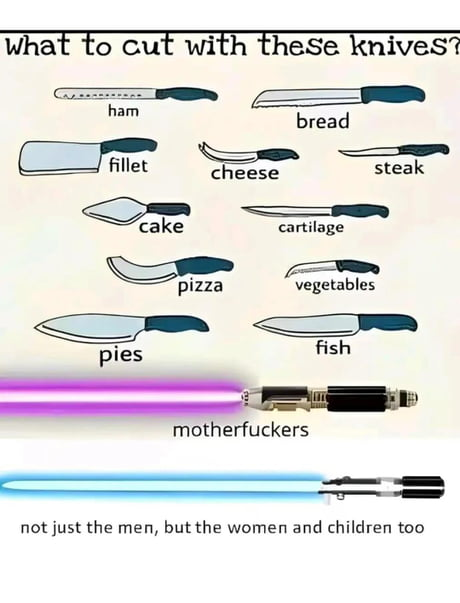 What to cut with these knives?
ham
bread
fillet
cheese
steak
cake
cartilage
pizza
vegetables
pies
fish
motherfuckers
not just the men, but the women and children too